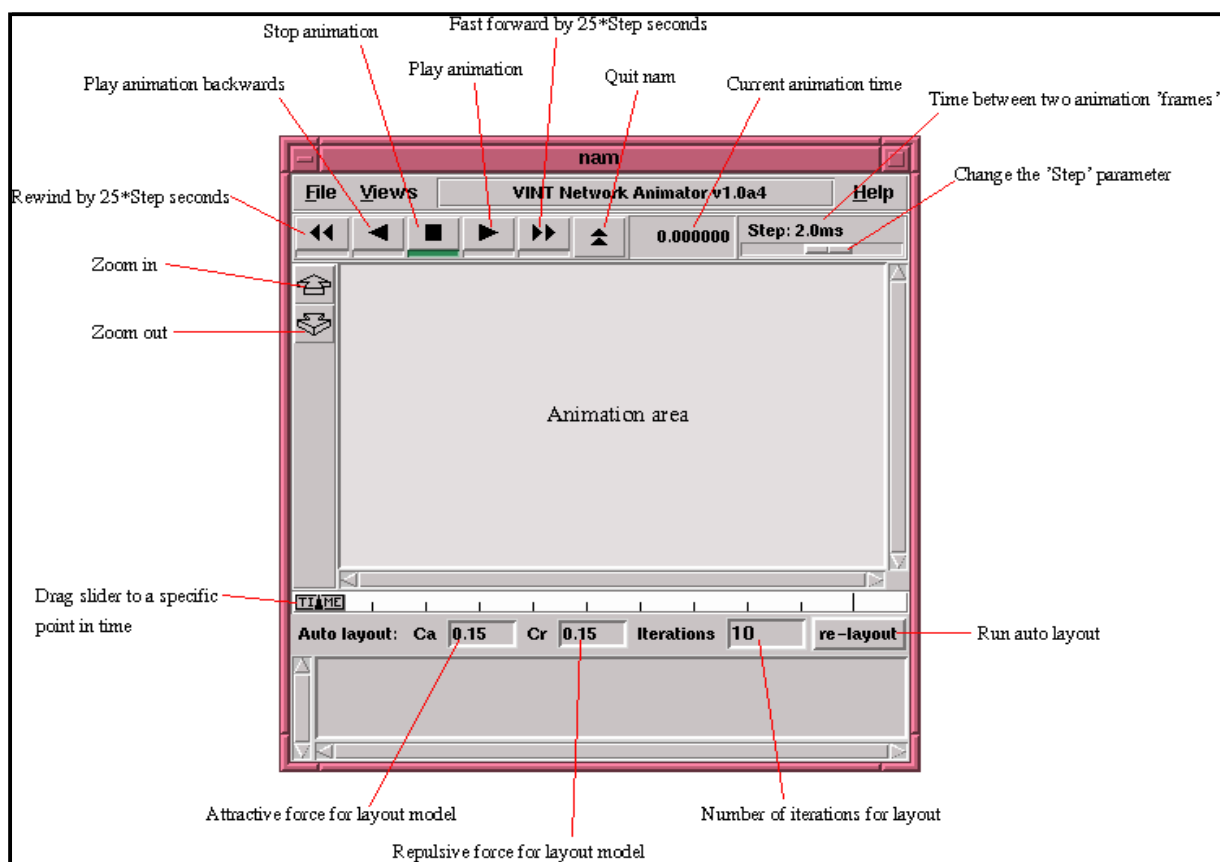 Fast forward by 25*Step seconds
Stop animation
Play animation
Quit nam
Play animation backwards
Current animation time
Time between two animation 'frames'
nam
Change the 'Step' parameter
File Views VINT Network Animator v1.0a4 Help
Rewind by 25*Step seconds
0.000000 Step: 2.0ms
Zoom in
Zoom out
Animation area
Drag slider to a specific
point in time
TIME
Auto layout: Ca 0.15 Cr 0.15 Iterations 10 re-layout
Run auto layout
Attractive force for layout model
Number of iterations for layout
Repulsive force for layout model